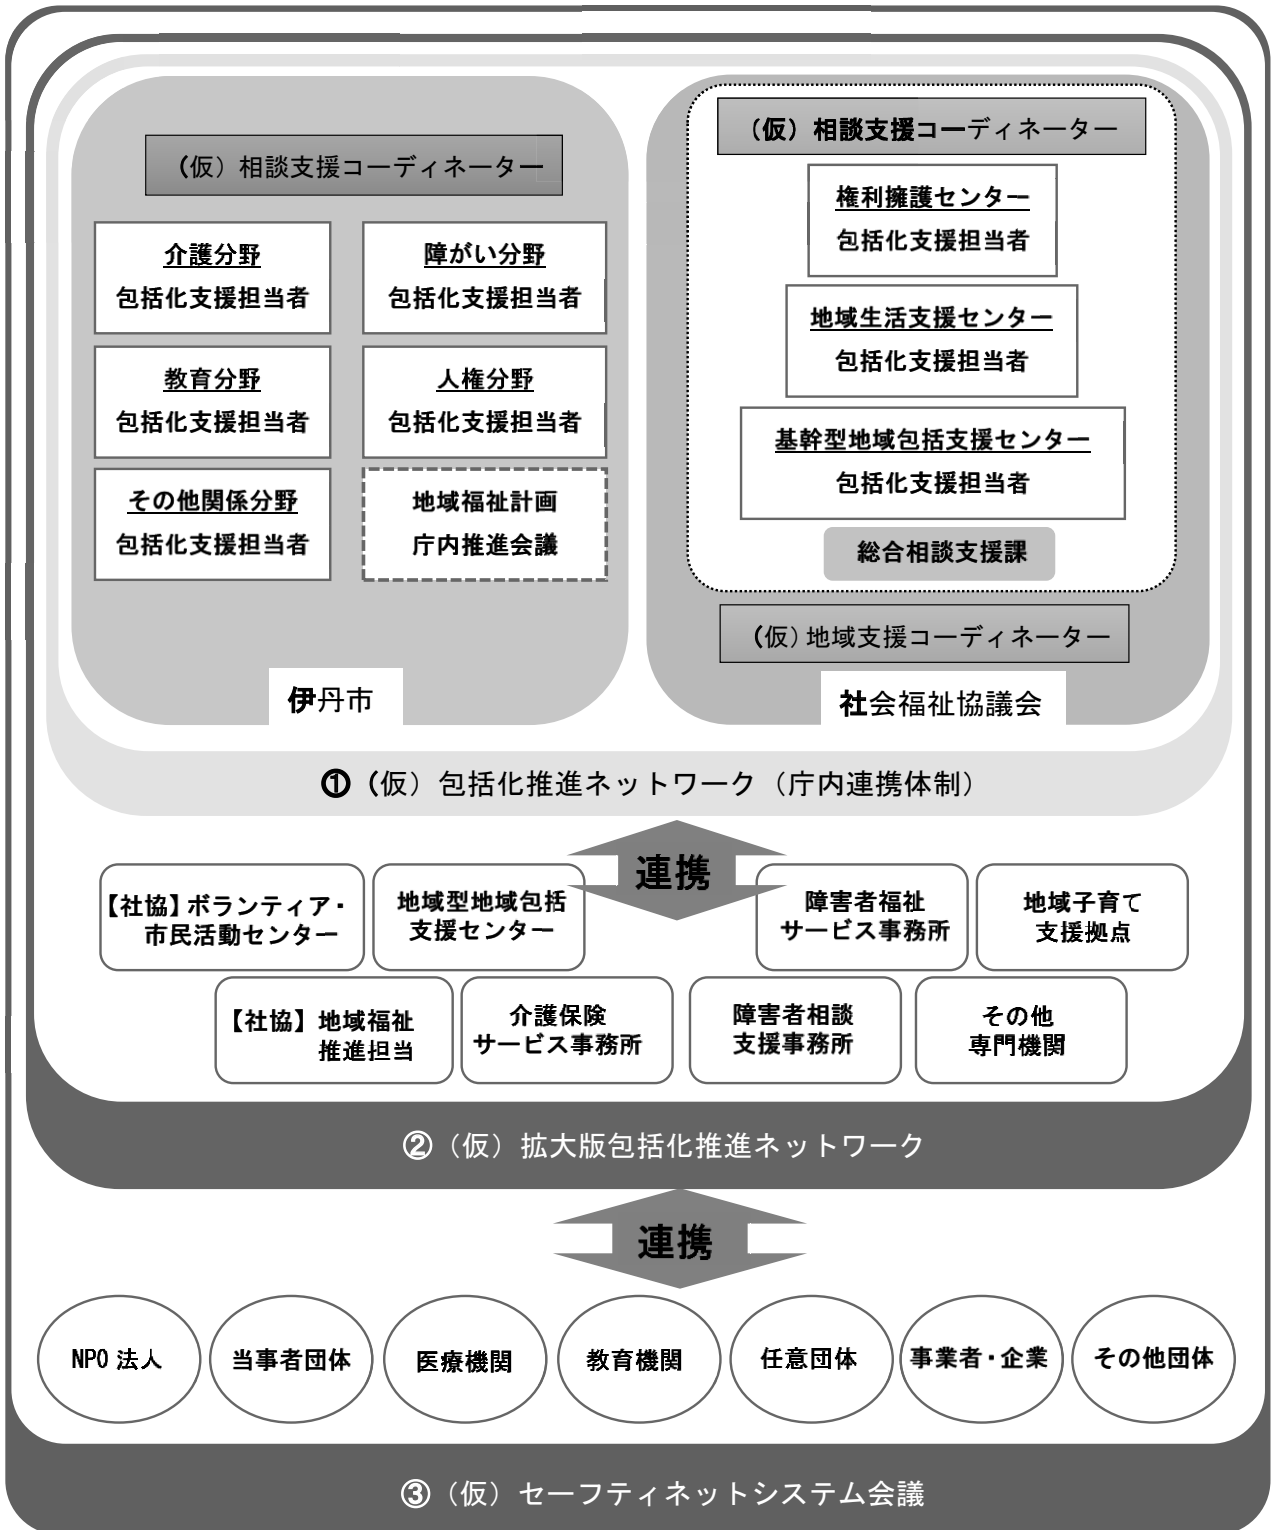 (仮）相談支援コーディネーター
介護分野
包括化支援担当者
障がい分野
包括化支援担当者
教育分野
包括化支援担当者
人権分野
包括化支援担当者
その他関係分野
包括化支援担当者
地域福祉計画
庁内推進会議
伊丹市
（仮）相談支援コーディネーター
権利擁護センター
包括化支援担当者
地域生活支援センター
包括化支援担当者
基幹型地域包括支援センター
包括化支援担当者
総合相談支援課
（仮）地域支援コーディネーター
社会福祉協議会
①（仮）包括化推進ネットワーク（庁内連携体制）
連携
【社協】ボランティア・
市民活動センター
地域型地域包括
支援センター
障害者福祉
サービス事務所
地域子育て
支援拠点
【社協】地域福祉
推進担当
介護保険
サービス事務所
障害者相談
支援事務所
その他
専門機関
②（仮）拡大版包括化推進ネットワーク
連携
NPO 法人
当事者団体
医療機関
教育機関
任意団体
事業者・企業
その他団体
③（仮）セーフティネットシステム会議